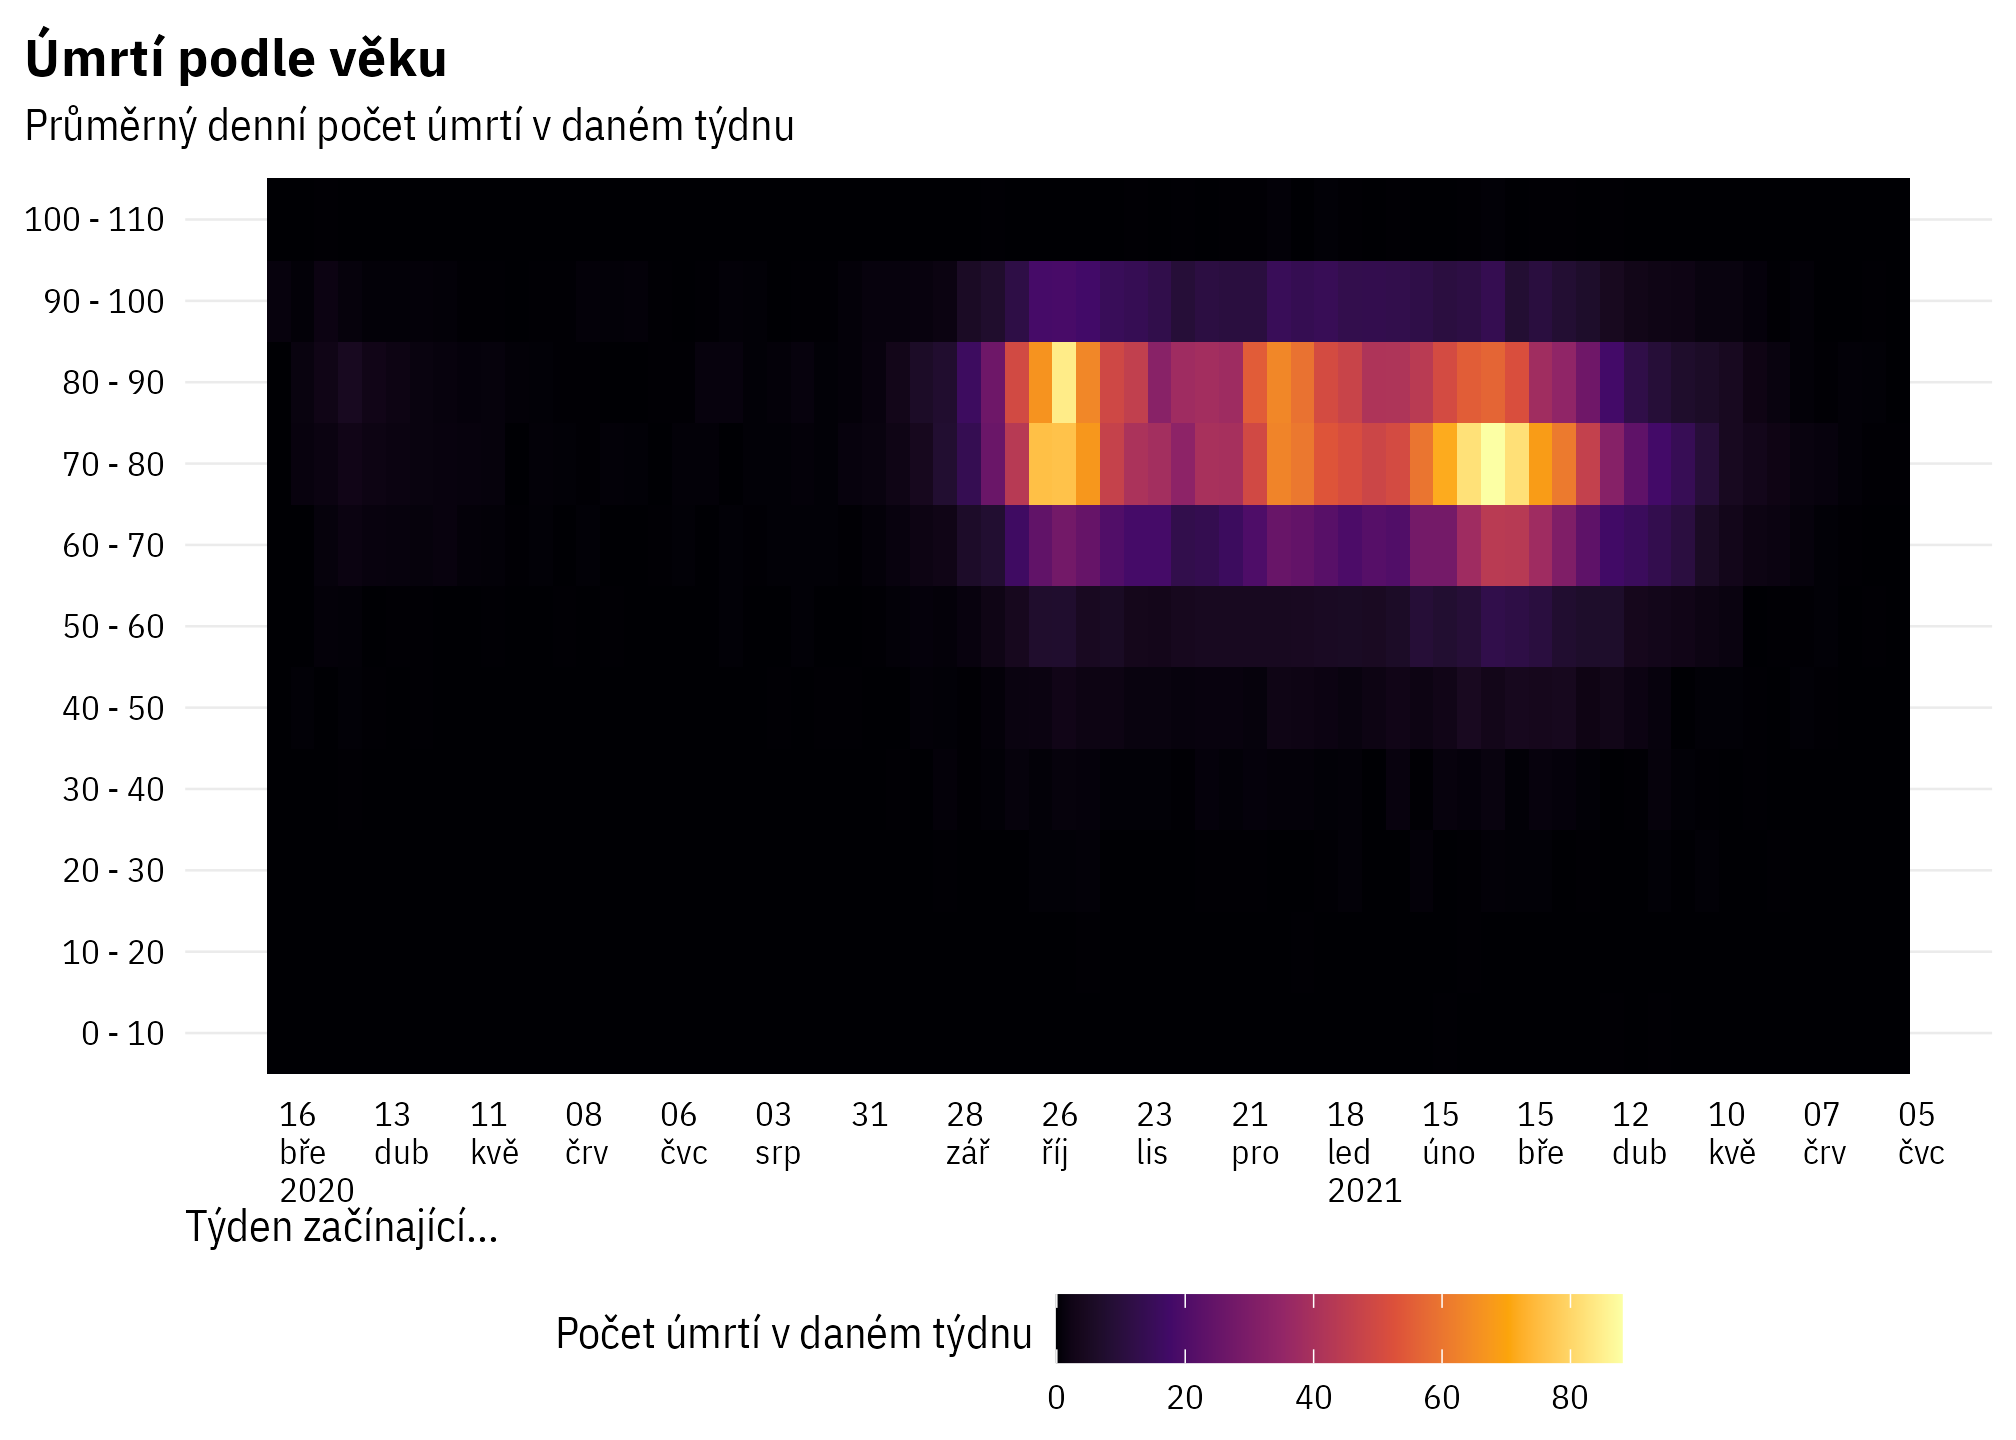 Úmrtí podle věku
Průměrný denní počet úmrtí v daném týdnu
100 - 110
90 - 100
80 - 90
70 - 80
60 - 70
50 - 60
40 - 50
30 - 40
20 - 30
10 - 20
0 - 10
16 13 11 08 06 03 31 28 26 23 21 18 15 15 12 10 07 05
bře dub kvě črv čvc srp zář říj lis pro led úno bře dub kvě črv čvc
2020 2021
Týden začínající...
Počet úmrtí v daném týdnu
0 20 40 60 80